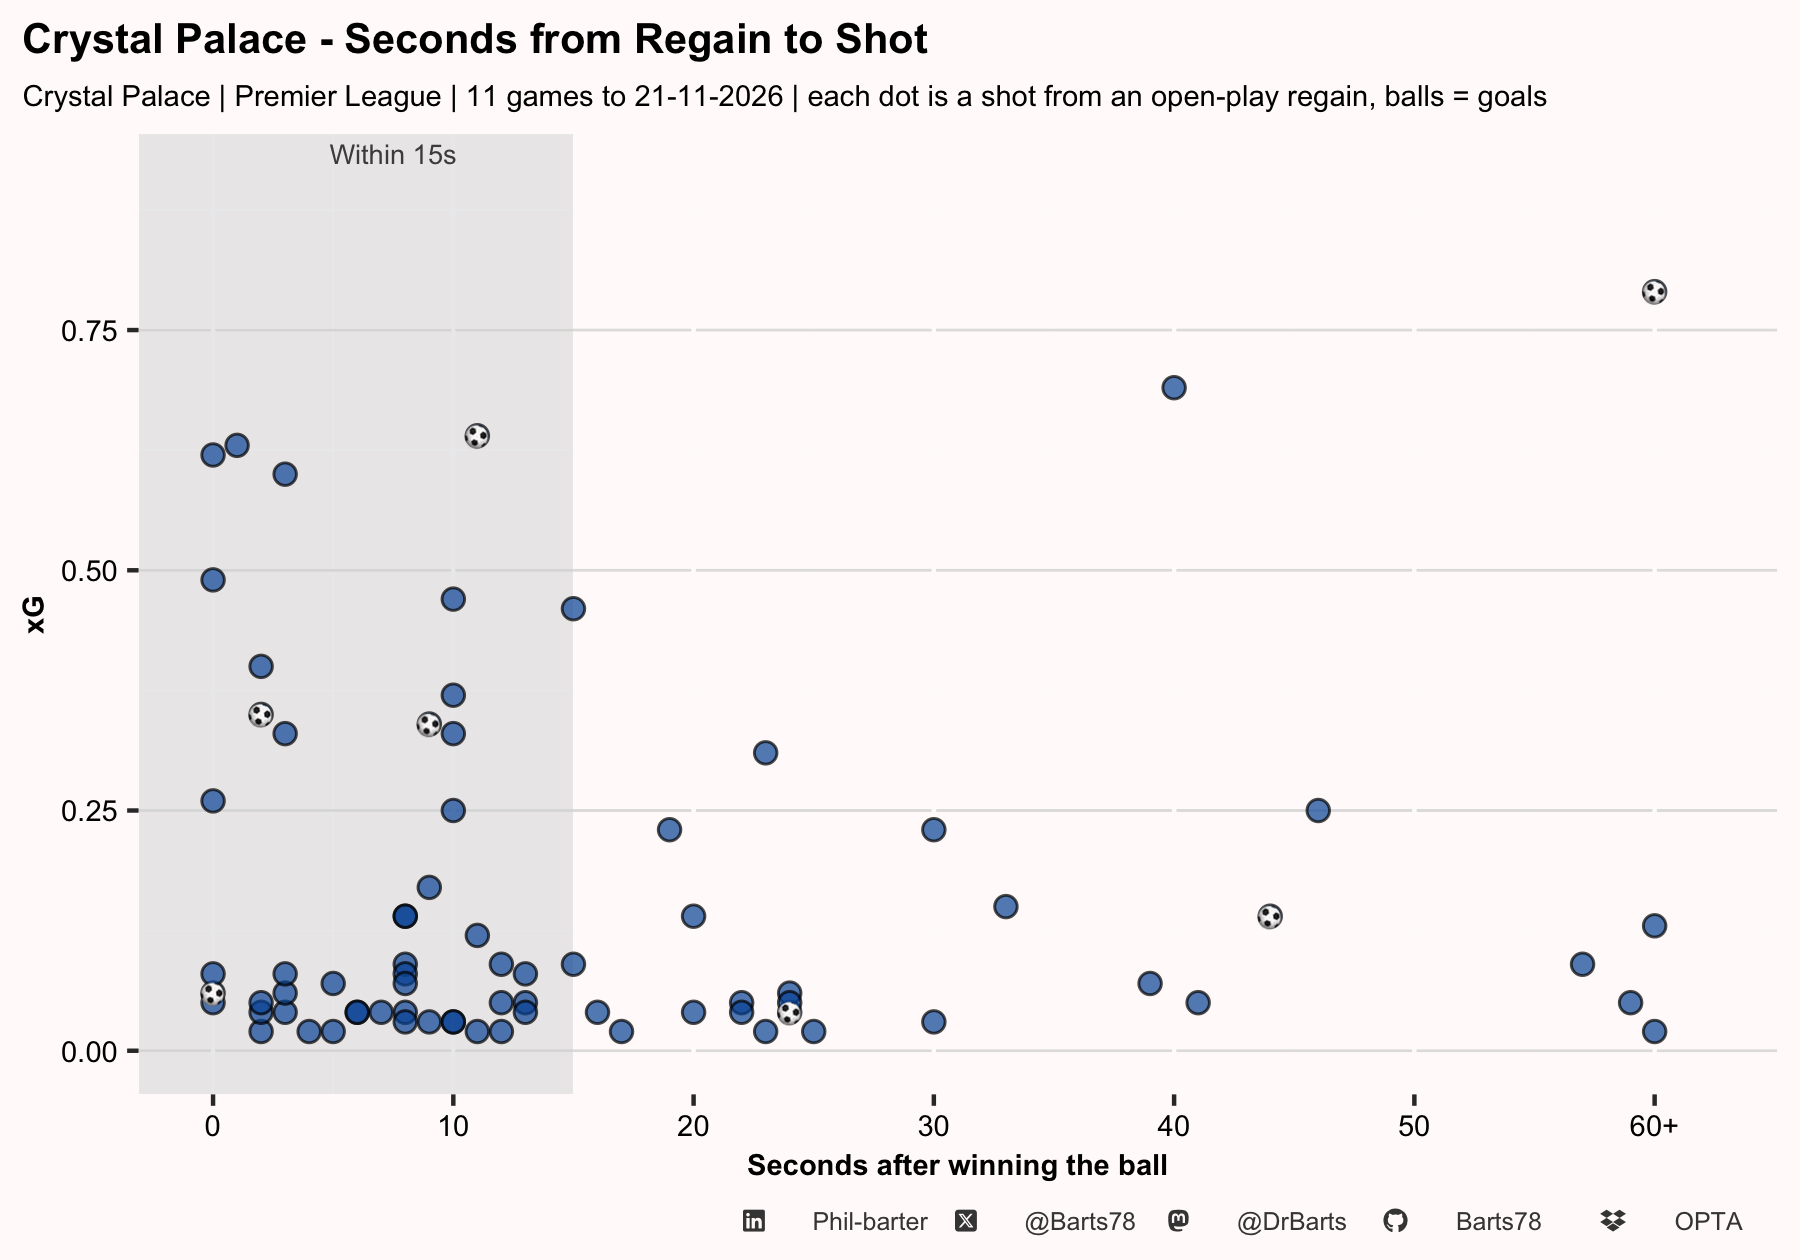 Crystal Palace - Seconds from Regain to Shot
Crystal Palace | Premier League | 11 games to 21-11-2026 | each dot is a shot from an open-play regain, balls = goals
Within 15s
xG
0.75
0.50
0.25
0.00
0 10 20 30 40 50 60+
Seconds after winning the ball
Phil-barter @Barts78 @DrBarts Barts78 OPTA